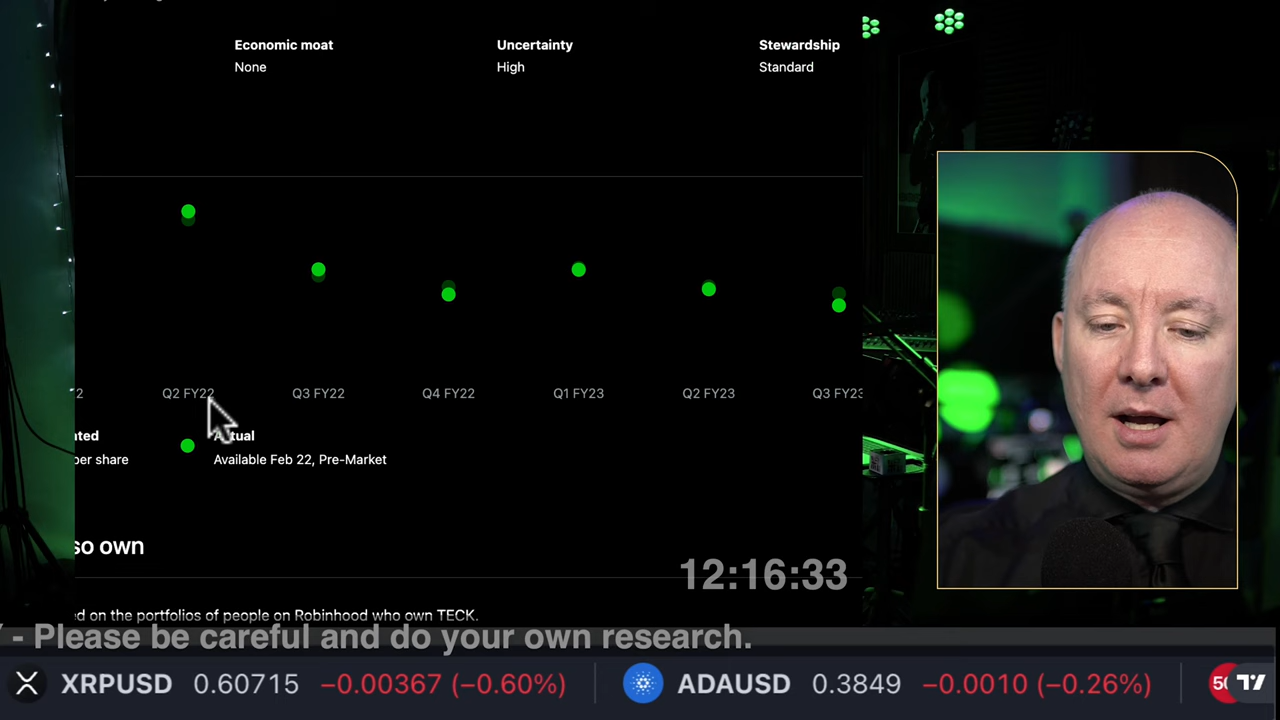 Economic moat
Uncertainty
Stewardship
None
High
Standard
Q2 FY22
Q3 FY22
Q4 FY22
Q1 FY23
Q2 FY23
Q3 FY23
per share
Available Feb 22, Pre-Market
so own
12:16:33
ed on the portfolios of people on Robinhood who own TECK.
- Please be careful and do your own research.
XRPUSD 0.60715 −0.00367 (−0.60%)
ADAUSD 0.3849 −0.0010 (−0.26%)